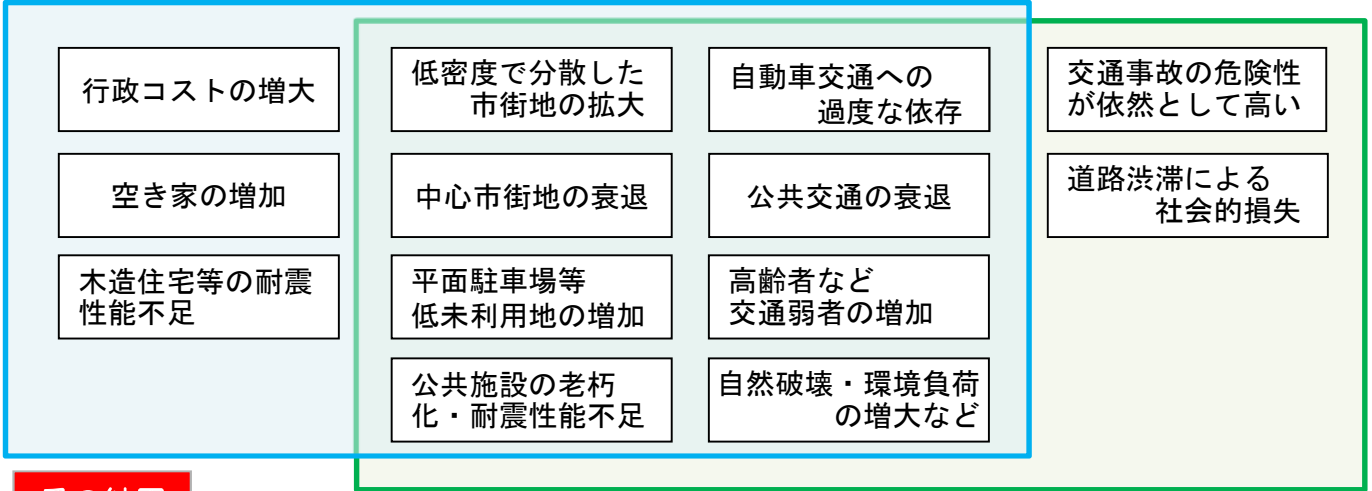 行政コストの増大
低密度で分散した
市街地の拡大
自動車交通への
過度な依存
交通事故の危険性
が依然として高い
空き家の増加
中心市街地の衰退
公共交通の衰退
道路渋滞による
社会的損失
木造住宅等の耐震
性能不足
平面駐車場等
低未利用地の増加
高齢者など
交通弱者の増加
公共施設の老朽
化・耐震性能不足
自然破壊・環境負荷
の増大など